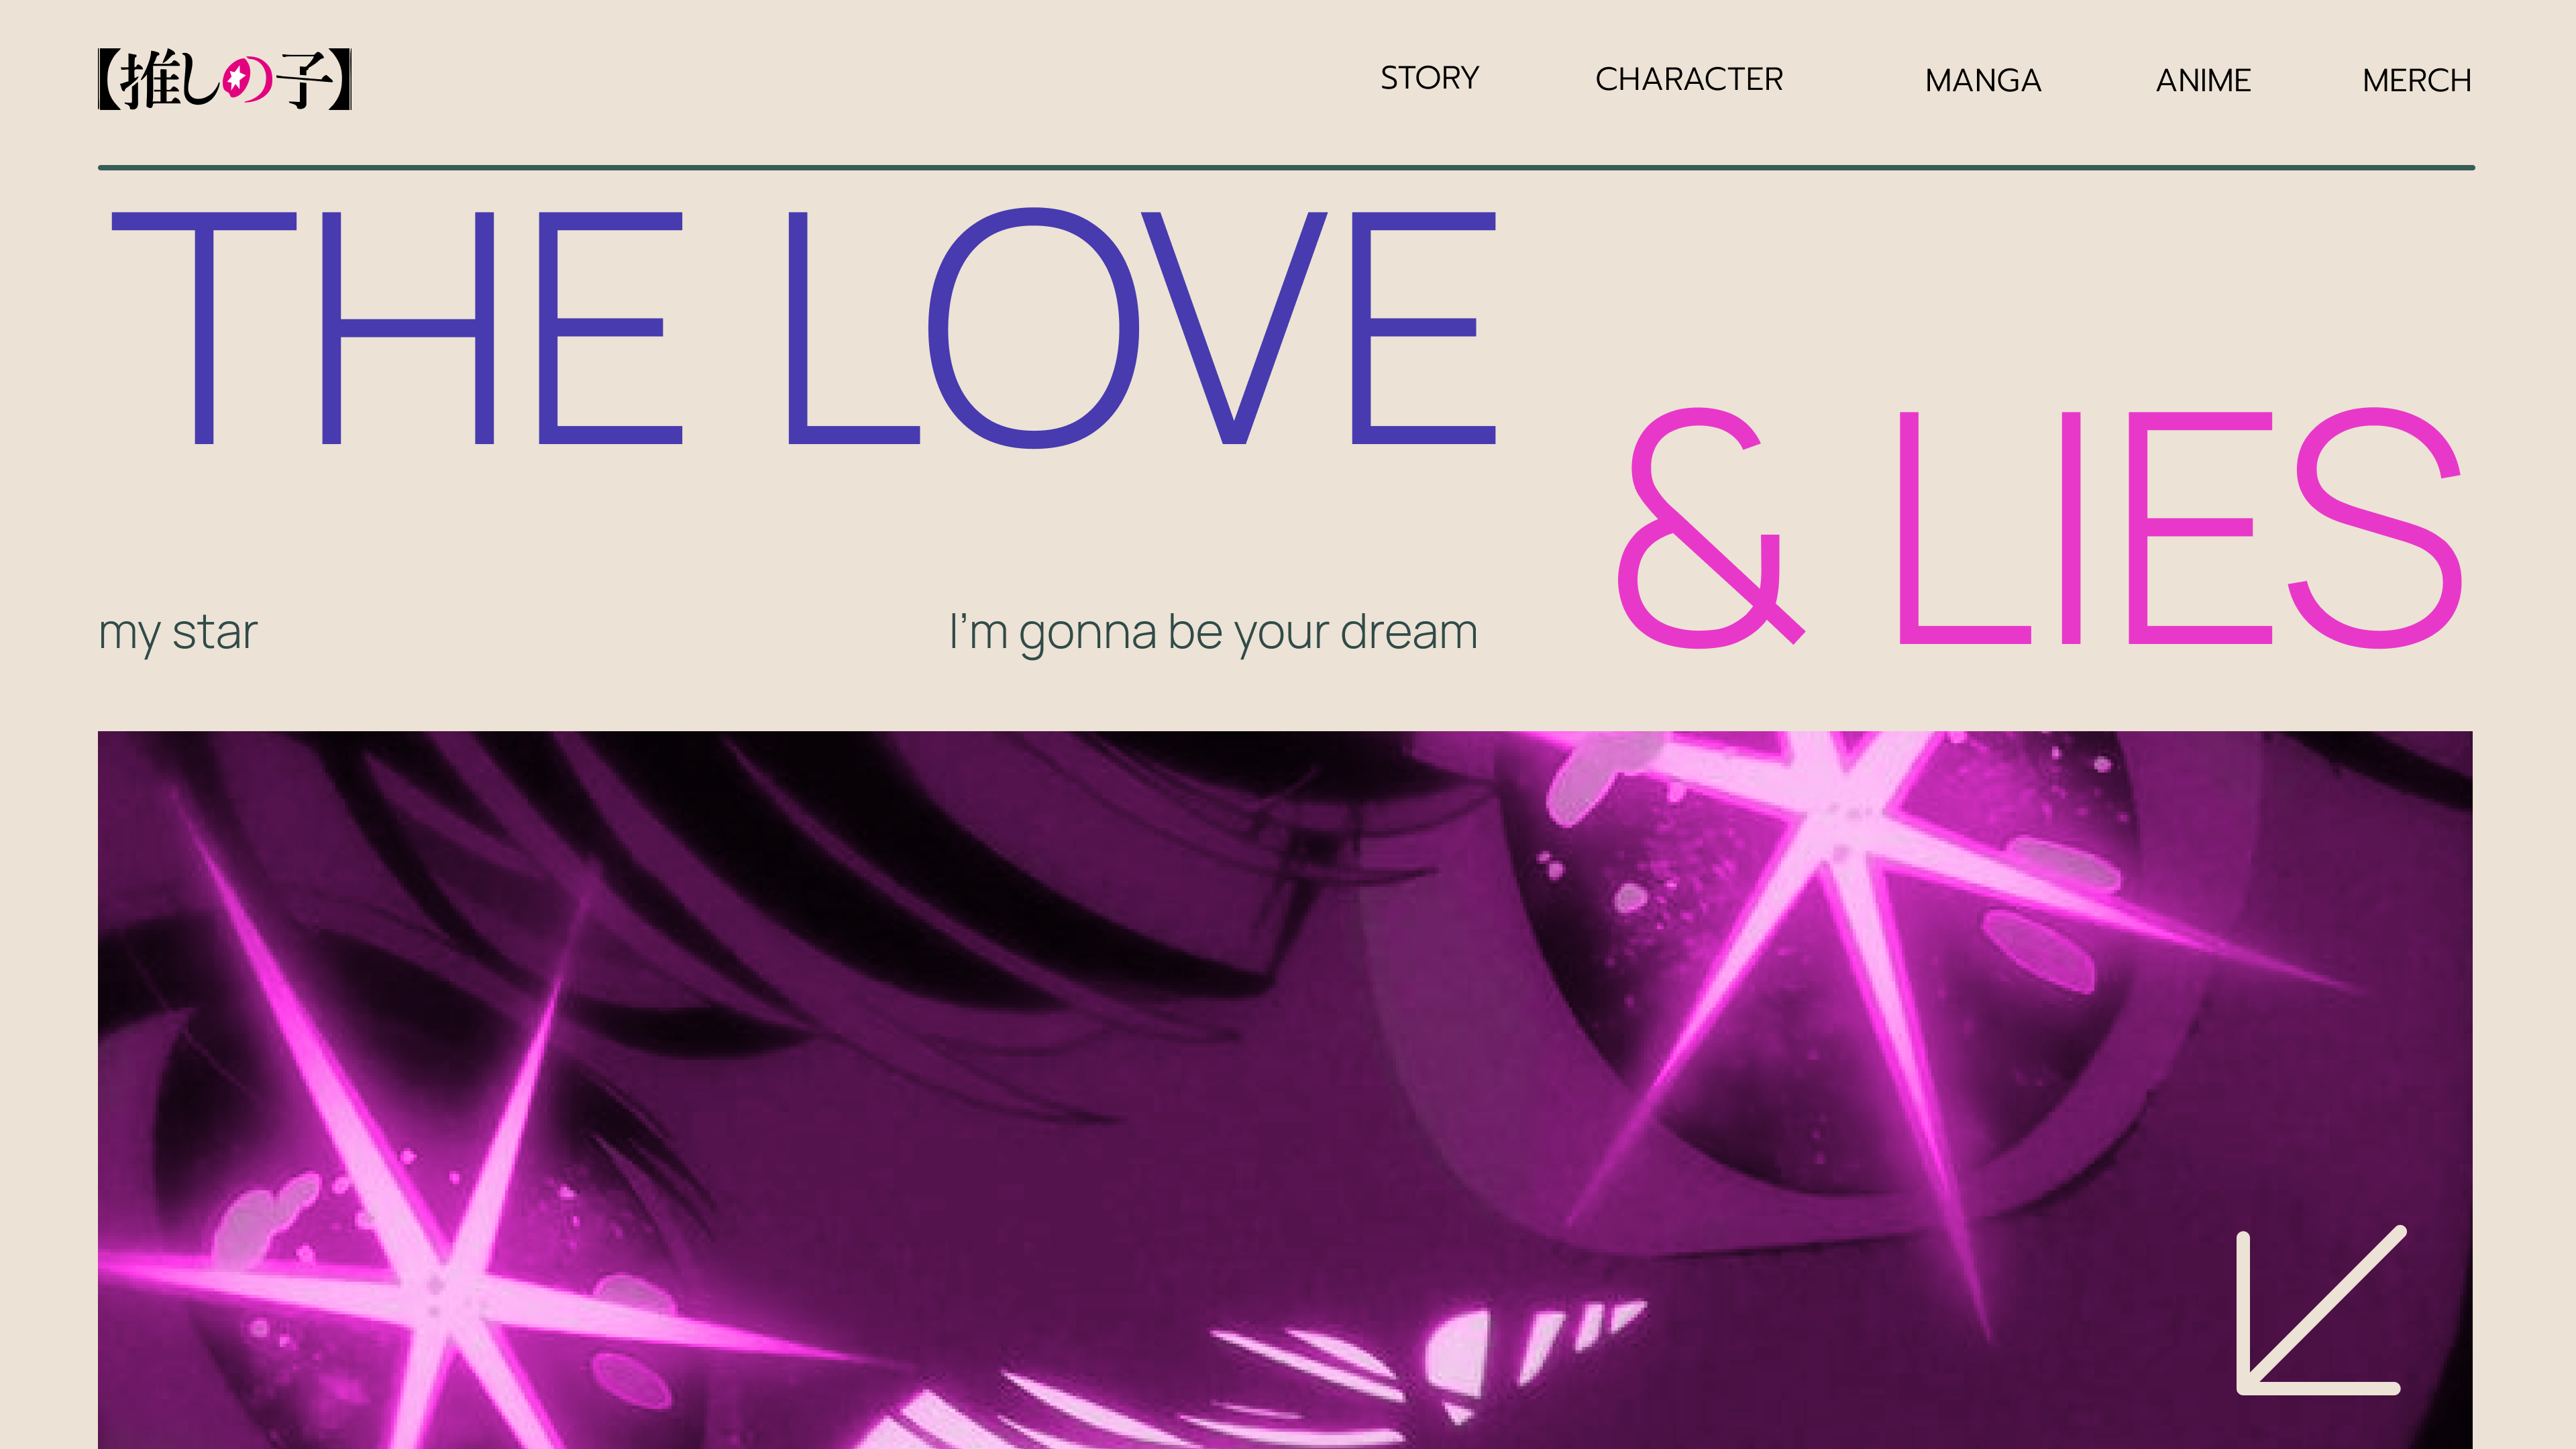 【推しの子】
STORY CHARACTER MANGA ANIME MERCH
THE LOVE
& LIES
my star
I'm gonna be your dream